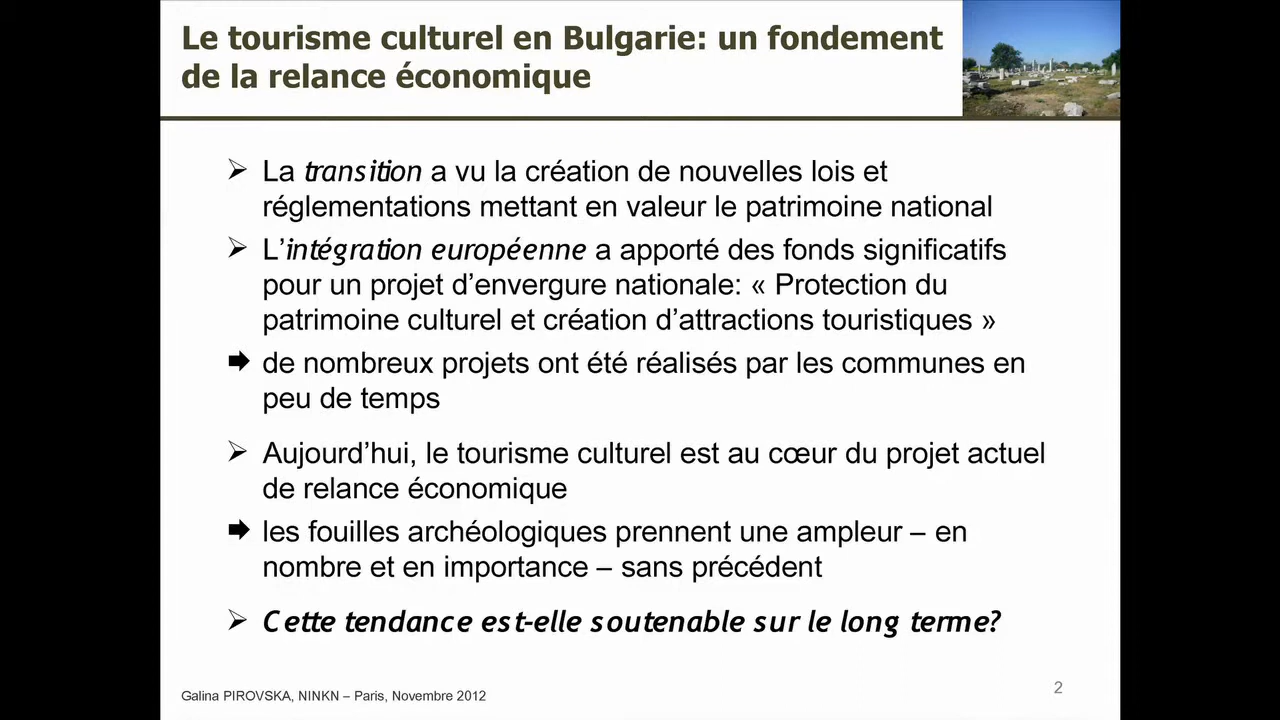 Le tourisme culturel en Bulgarie: un fondement
de la relance économique
➢ La transition a vu la création de nouvelles lois et
réglementations mettant en valeur le patrimoine national
➢ L’intégration européenne a apporté des fonds significatifs
pour un projet d’envergure nationale: « Protection du
patrimoine culturel et création d’attractions touristiques »
➡ de nombreux projets ont été réalisés par les communes en
peu de temps
➢ Aujourd’hui, le tourisme culturel est au cœur du projet actuel
de relance économique
➡ les fouilles archéologiques prennent une ampleur – en
nombre et en importance – sans précédent
➢ Cette tendance est-elle soutenable sur le long terme?
Galina PIROVSKA, NINKN – Paris, Novembre 2012
2